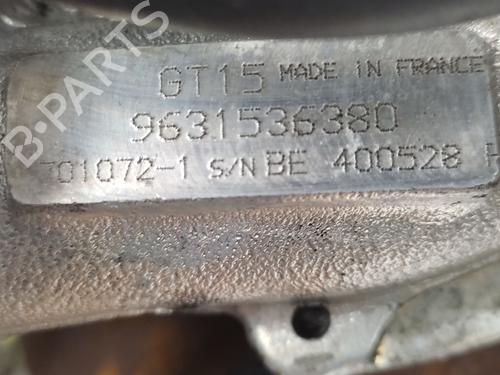 GT15 MADE IN FRANCE
9631536380
701072-1 S/N BE 400528
B-PARTS